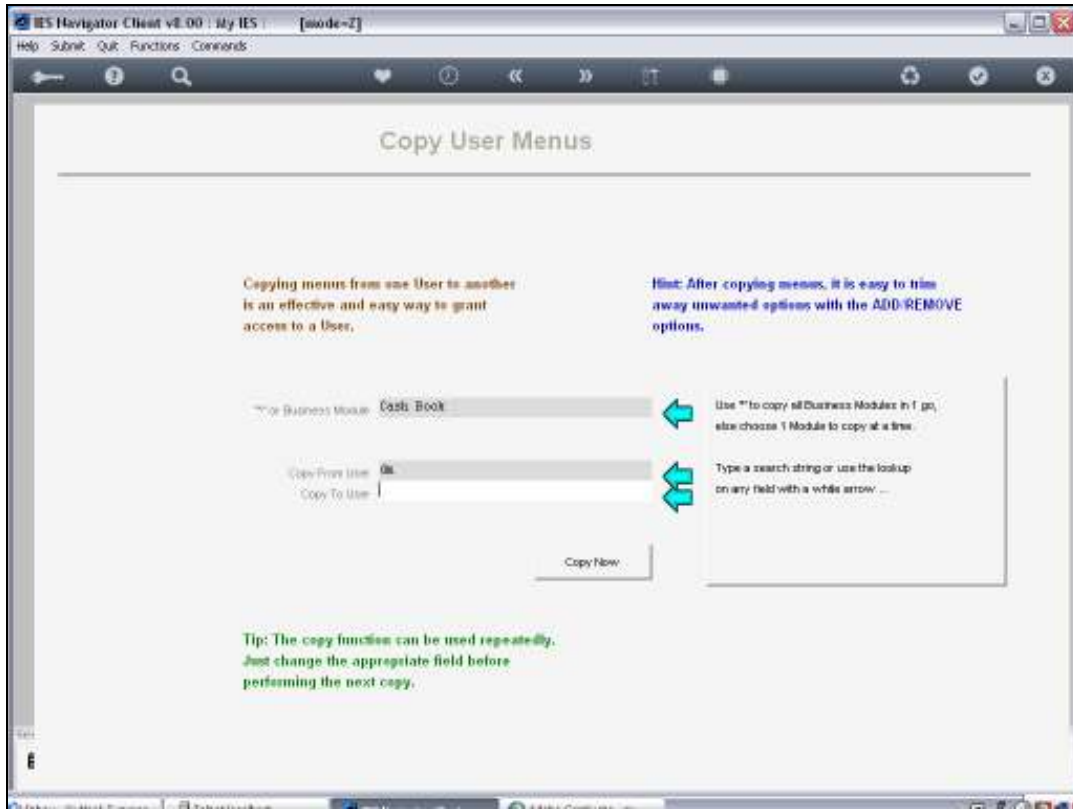 IES Navigator Client v8.00 : My IES : [mode=Z]
Help Submit Quit Functions Commands
Copy User Menus
Copying menus from one User to another
is an effective and easy way to grant
access to a User.
Hint: After copying menus, it is easy to trim
away unwanted options with the ADD/REMOVE
options.
'*' or Business Module Cash Book
Use '*' to copy all Business Modules in 1 go,
else choose 1 Module to copy at a time.
Copy From User
Type a search string or use the lookup
Copy To User
on any field with a while arrow ...
Copy Now
Tip: The copy function can be used repeatedly.
Just change the appropriate field before
performing the next copy.